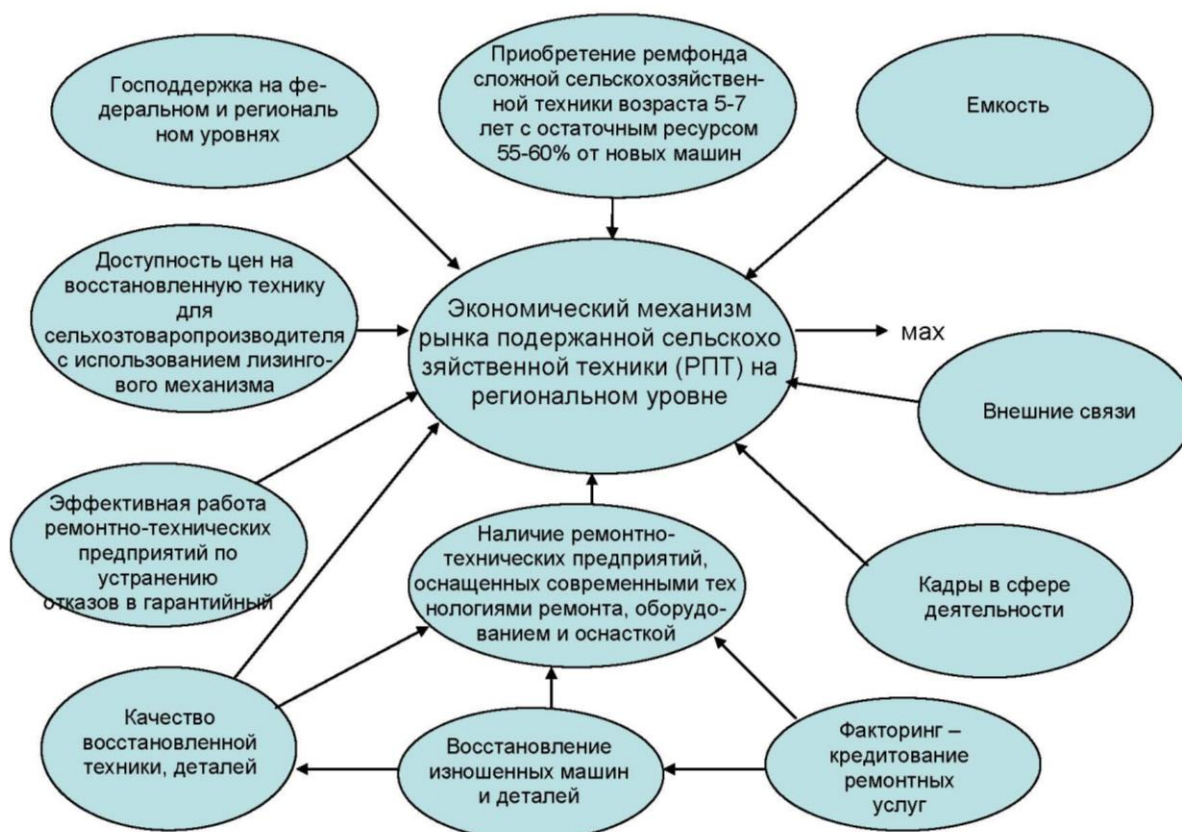 Господдержка на фе-
деральном и региональ
ном уровнях
Приобретение ремфонда
сложной сельскохозяйствен-
ной техники возраста 5-7
лет с остаточным ресурсом
55-60% от новых машин
Емкость
Доступность цен на
восстановленную технику
для
сельхозтоваропроизводителя
с использованием лизинго-
вого механизма
Экономический механизм
рынка подержанной сельскохо
зяйственной техники (РПТ) на
региональном уровне
мах
Внешние связи
Эффективная работа
ремонтно-технических
предприятий по
устранению
отказов в гарантийный
Наличие ремонтно-
технических предприятий,
оснащенных современными тех
нологиями ремонта, оборудо-
ванием и оснасткой
Кадры в сфере
деятельности
Качество
восстановленной
техники, деталей
Восстановление
изношенных машин
и деталей
Факторинг –
кредитование
ремонтных
услуг